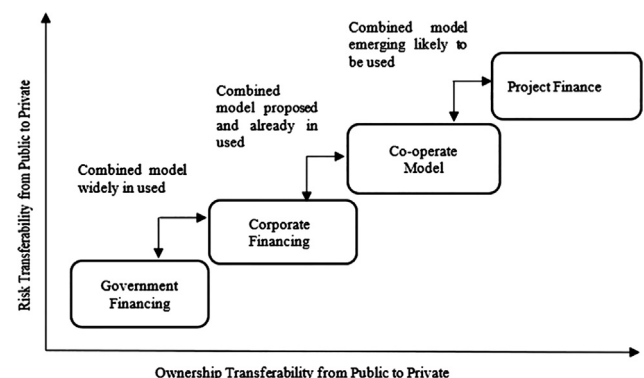 Combined model
emerging likely to
be used
Project Finance
Combined
model proposed
and already in
used
Co-operate
Model
Combined model
widely in used
Corporate
Financing
Government
Financing
Risk Transferability from Public to Private
Ownership Transferability from Public to Private